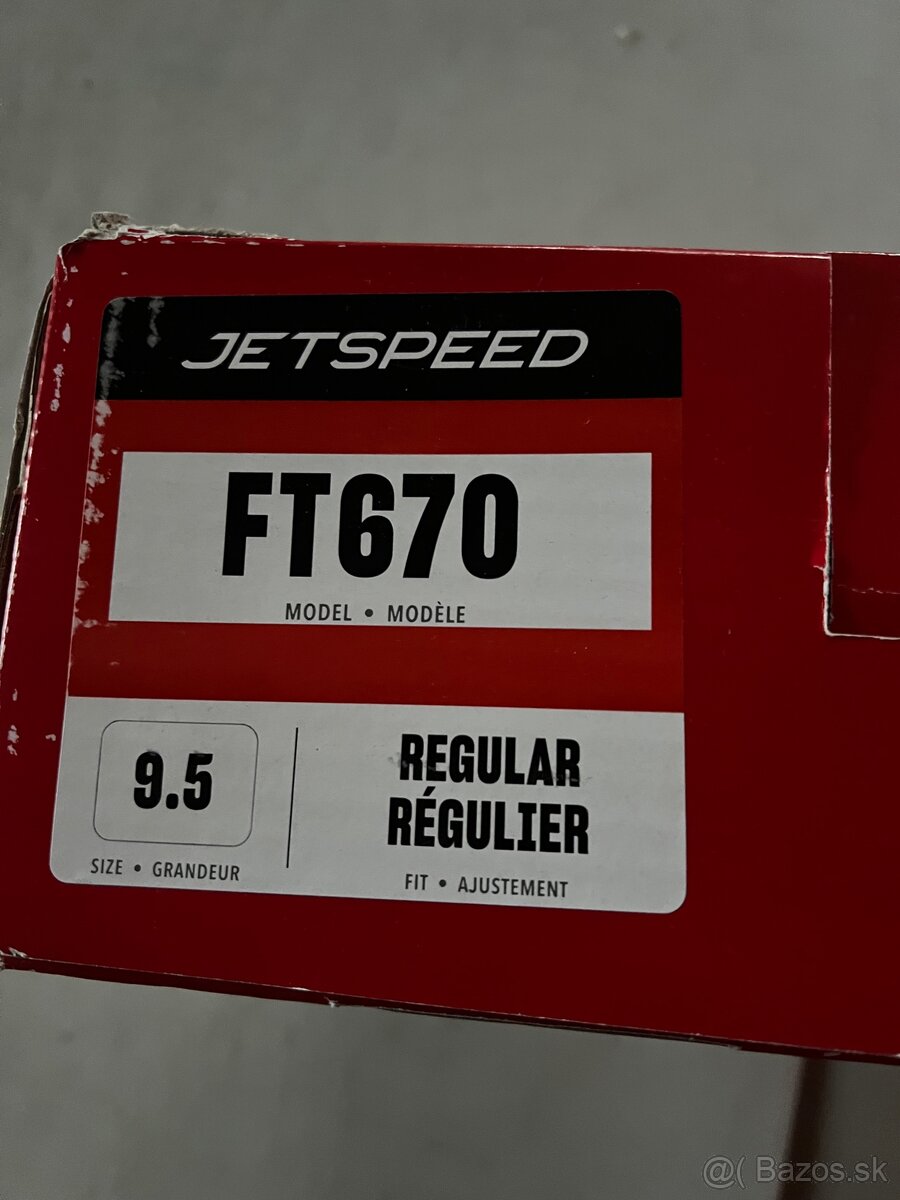 JETSPEED
FT670
MODEL • MODÈLE
9.5
SIZE • GRANDEUR
REGULAR
RÉGULIER
FIT • AJUSTEMENT
@( Bazos.sk